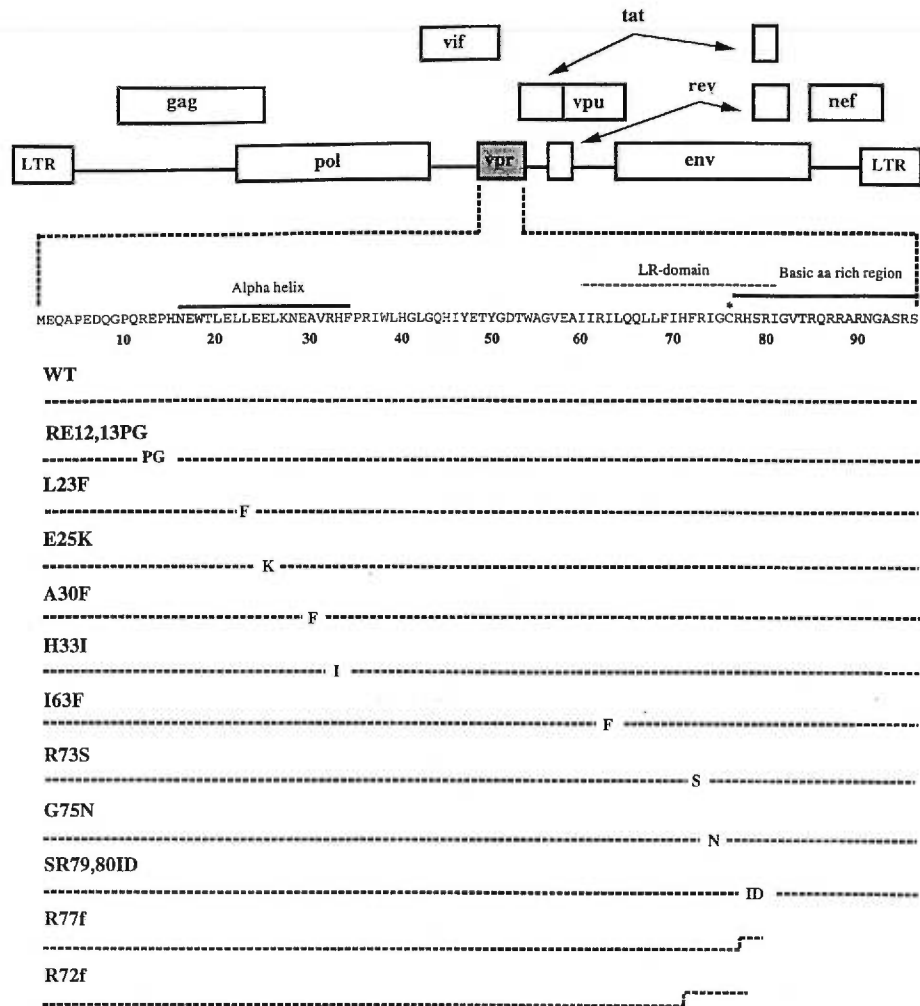 tat
vif
gag
vpu
rev
nef
LTR
pol
vpr
env
LTR
Alpha helix
LR-domain
Basic aa rich region
*
MEQAPEDQGPQREPHNEWTLELLEELKNEAVRHFPRIWLHGLGQHIYETYGDTWAGVEAIIRILQQLLFIHFRIGCRHSRIGVTRQRRARNGASRS
10 20 30 40 50 60 70 80 90
WT
RE12,13PG
PG
L23F
F
E25K
K
A30F
F
H33I
I
I63F
F
R73S
S
G75N
N
SR79,80ID
ID
R77f
R72f